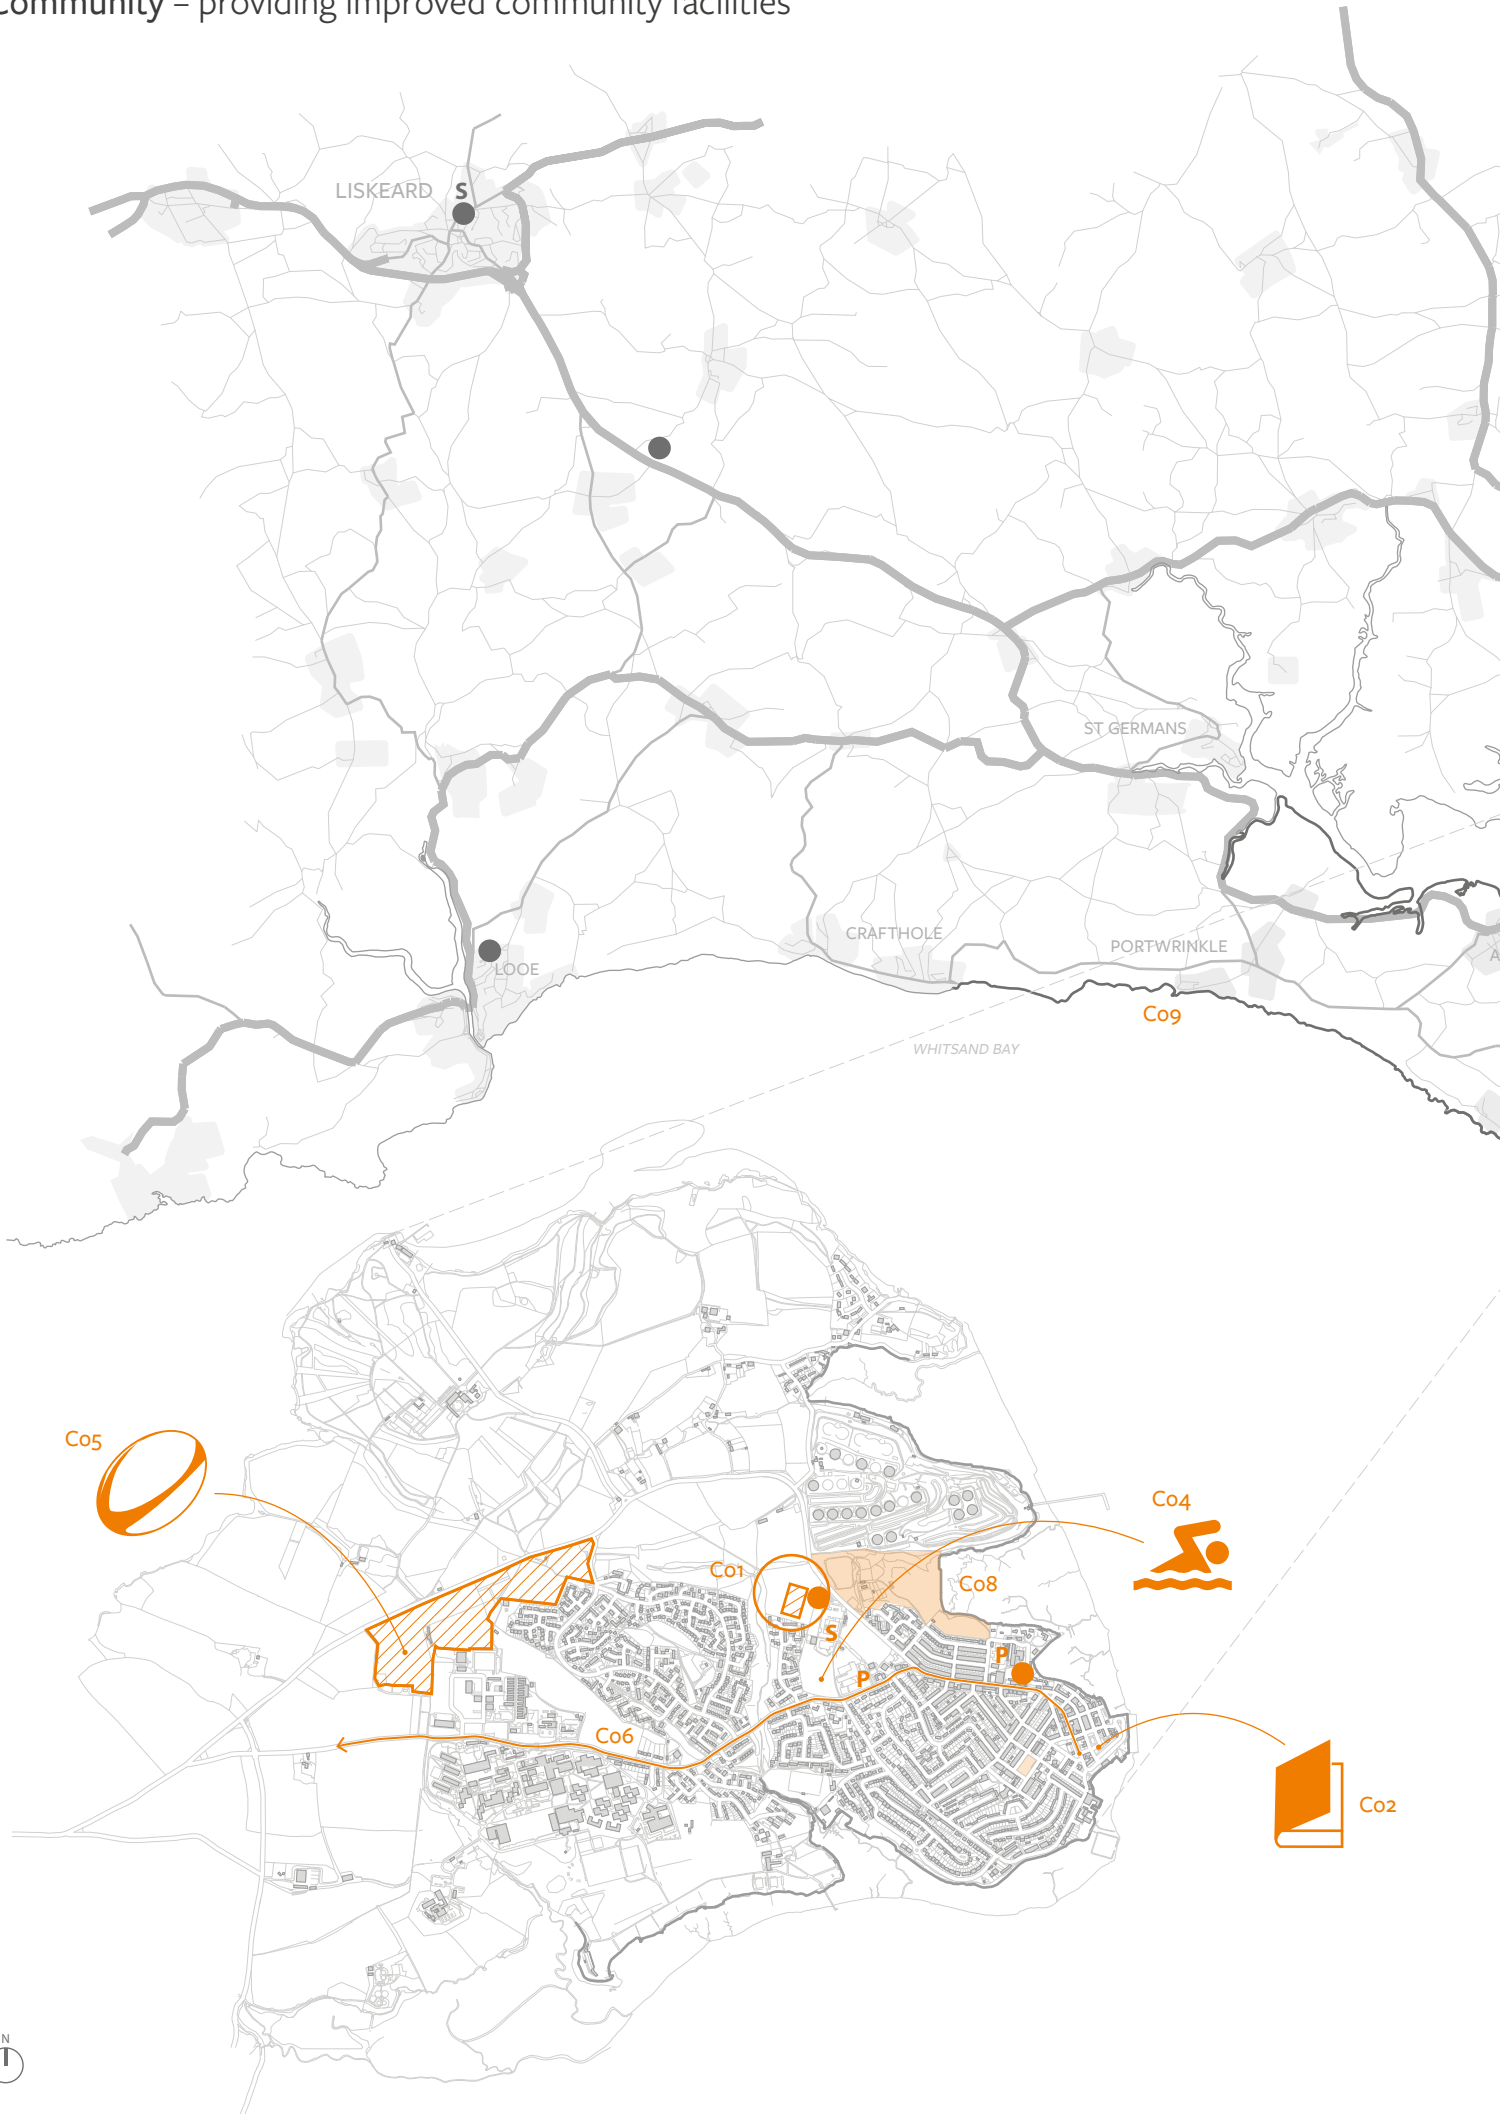 Community – providing improved community facilities
LISKEARD
S
ST GERMANS
CRAFTHOLE
PORTWRINKLE
A
LOOE
C09
WHITSAND BAY
C05
C04
C01
C08
S
P
P
C06
C02
N